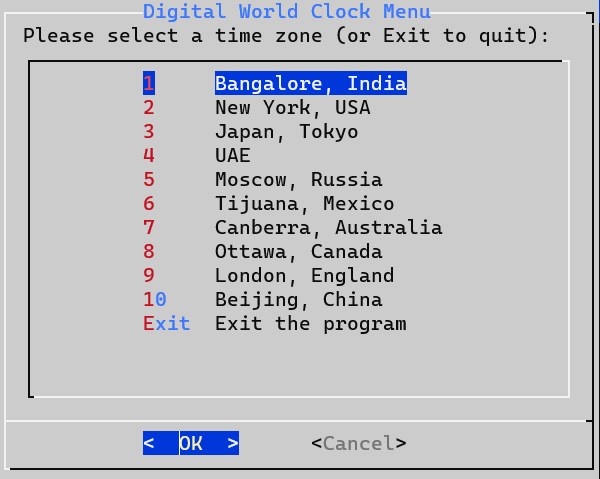 Digital World Clock Menu
Please select a time zone (or Exit to quit):
1 Bangalore, India
2 New York, USA
3 Japan, Tokyo
4 UAE
5 Moscow, Russia
6 Tijuana, Mexico
7 Canberra, Australia
8 Ottawa, Canada
9 London, England
10 Beijing, China
Exit Exit the program
< OK > <Cancel>